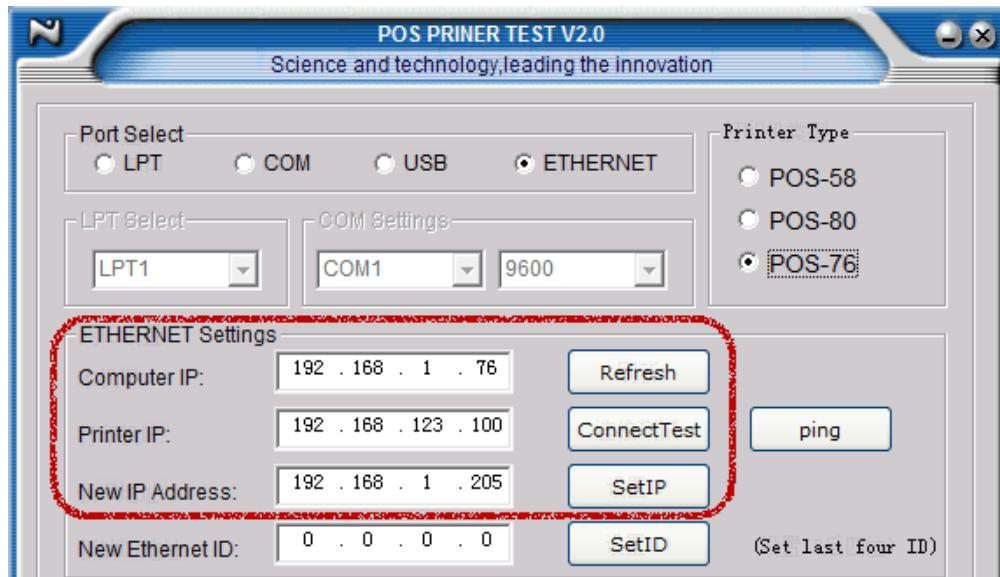 POS PRINER TEST V2.0
Science and technology,leading the innovation
Port Select
LPT COM USB ETHERNET
Printer Type
POS-58
POS-80
POS-76
LPT Select
LPT1
COM Settings
COM1 9600
ETHERNET Settings
Computer IP: 192 . 168 . 1 . 76 Refresh
Printer IP: 192 . 168 . 123 . 100 ConnectTest ping
New IP Address: 192 . 168 . 1 . 205 SetIP
New Ethernet ID: 0 . 0 . 0 . 0 SetID (Set last four ID)